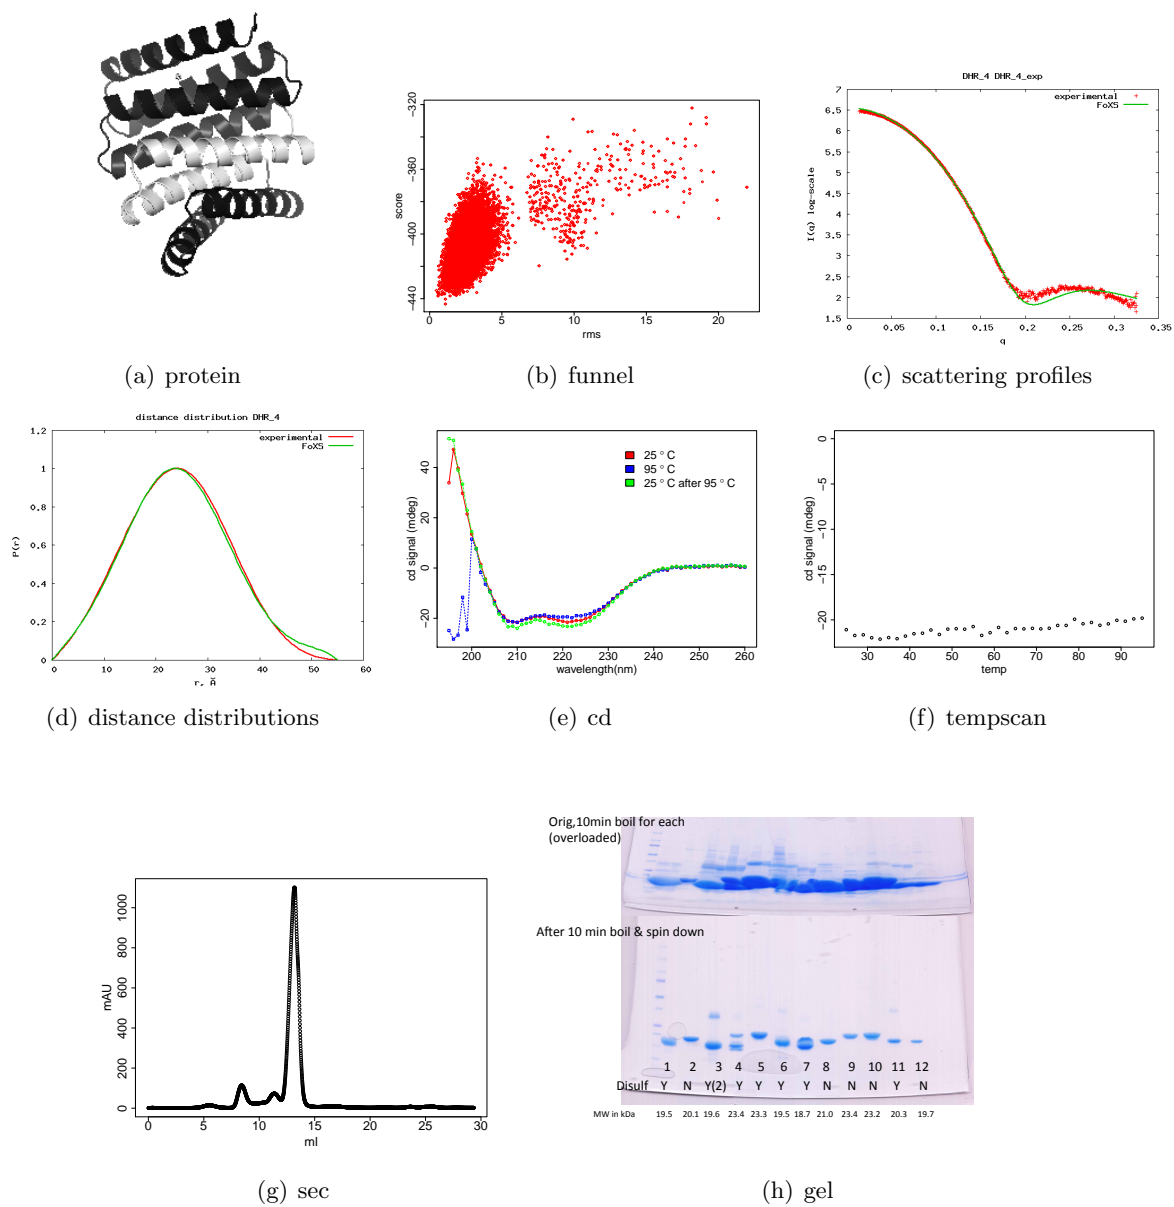 (a) protein
-320
-360
-400
-440
score
0
5
10
15
20
rms
(b) funnel
DHR_4 DHR_4_exp
experimental
FoXS
7
6.5
6
5.5
5
4.5
4
3.5
3
2.5
2
1.5
I(q) log-scale
0
0.05
0.1
0.15
0.2
0.25
0.3
0.35
q
(c) scattering profiles
distance distribution DHR_4
experimental
FoXS
1.2
1
0.8
0.6
0.4
0.2
0
P(r)
0
10
20
30
40
50
60
(d) distance distributions
25 ° C
95 ° C
25 ° C after 95 ° C
40
20
0
20
cd signal (mdeg)
200
210
220
230
240
250
260
wavelength(nm)
(e) cd
0
−5
−10
−15
−20
cd signal (mdeg)
30
40
50
60
70
80
90
temp
(f) tempscan
1000
800
600
400
200
0
mAU
0
5
10
15
20
25
30
ml
(g) sec
Orig,10min boil for each
(overloaded)
After 10 min boil & spin down
1 2 3 4 5 6 7 8 9 10 11 12
Disulf Y N Y(2) Y Y Y Y N N N Y N
MW in kDa 19.5 20.1 19.6 23.4 23.3 19.5 18.7 21.0 23.4 23.2 20.3 19.7
(h) gel